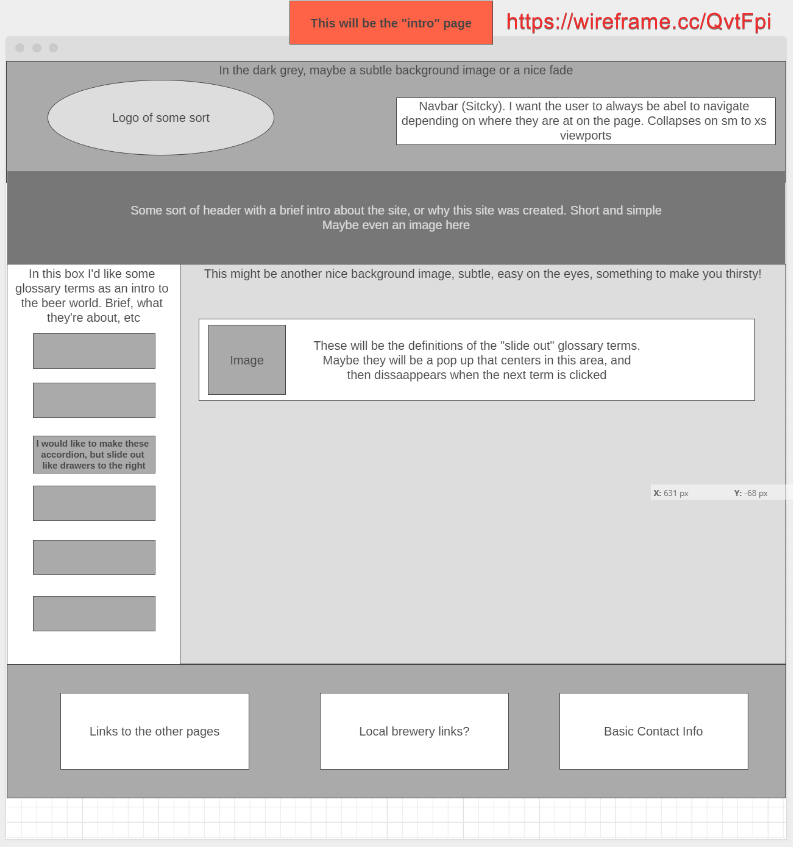 This will be the "intro" page
https://wireframe.cc/QvtFpi
In the dark grey, maybe a subtle background image or a nice fade
Logo of some sort
Navbar (Sitcky). I want the user to always be abel to navigate
depending on where they are at on the page. Collapses on sm to xs
viewports
Some sort of header with a brief intro about the site, or why this site was created. Short and simple
Maybe even an image here
In this box I'd like some
glossary terms as an intro to
the beer world. Brief, what
they're about, etc
This might be another nice background image, subtle, easy on the eyes, something to make you thirsty!
Image
These will be the definitions of the "slide out" glossary terms.
Maybe they will be a pop up that centers in this area, and
then dissaappears when the next term is clicked
I would like to make these
accordion, but slide out
like drawers to the right
X: 631 px Y: -68 px
Links to the other pages
Local brewery links?
Basic Contact Info